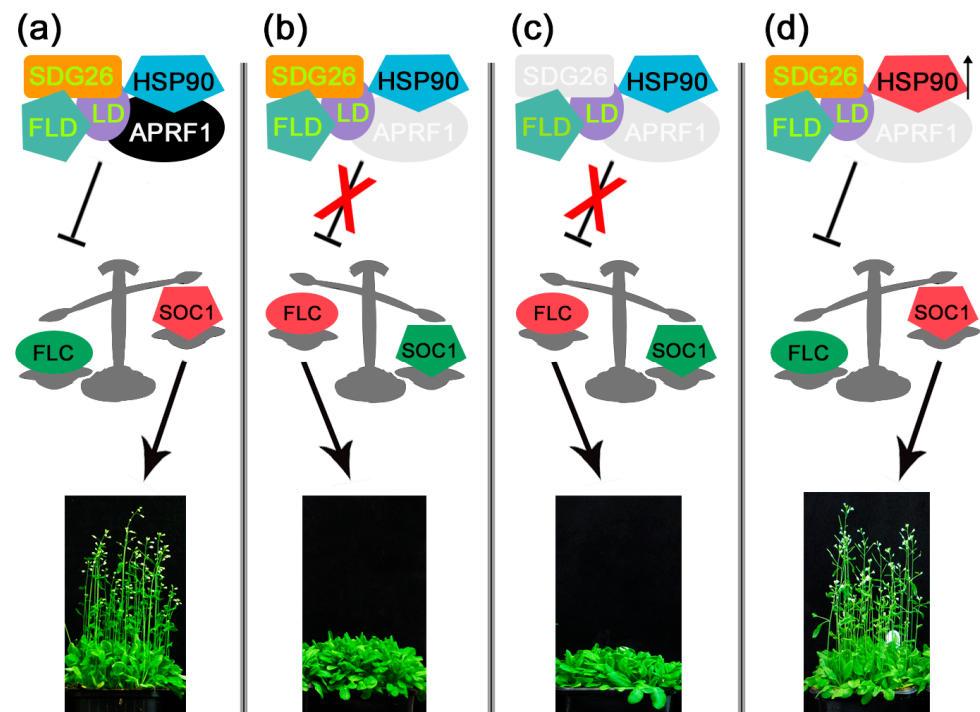 (a)
SDG26
HSP90
LD
FLD
APRF1
SOC1
FLC
(b)
SDG26
HSP90
LD
FLD
APRF1
FLC
SOC1
(c)
SDG26
HSP90
LD
FLD
APRF1
FLC
SOC1
(d)
SDG26
HSP90
LD
FLD
APRF1
SOC1
FLC